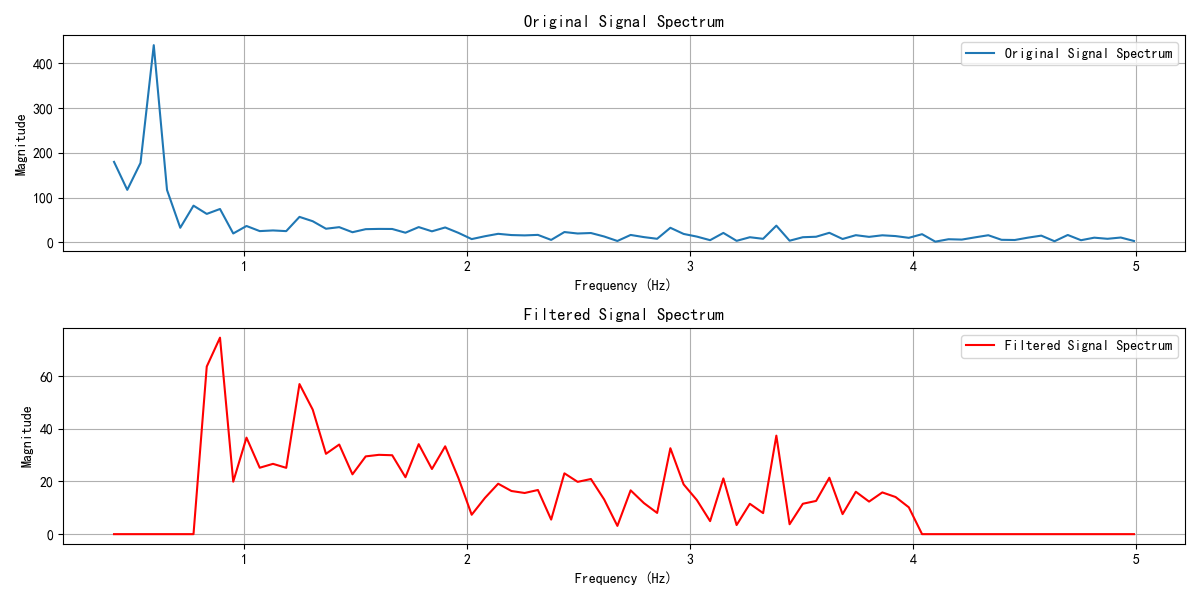 Original Signal Spectrum
Original Signal Spectrum
Magnitude
400
300
200
100
0
1 2 3 4 5
Frequency (Hz)
Filtered Signal Spectrum
Filtered Signal Spectrum
Magnitude
60
40
20
0
1 2 3 4 5
Frequency (Hz)